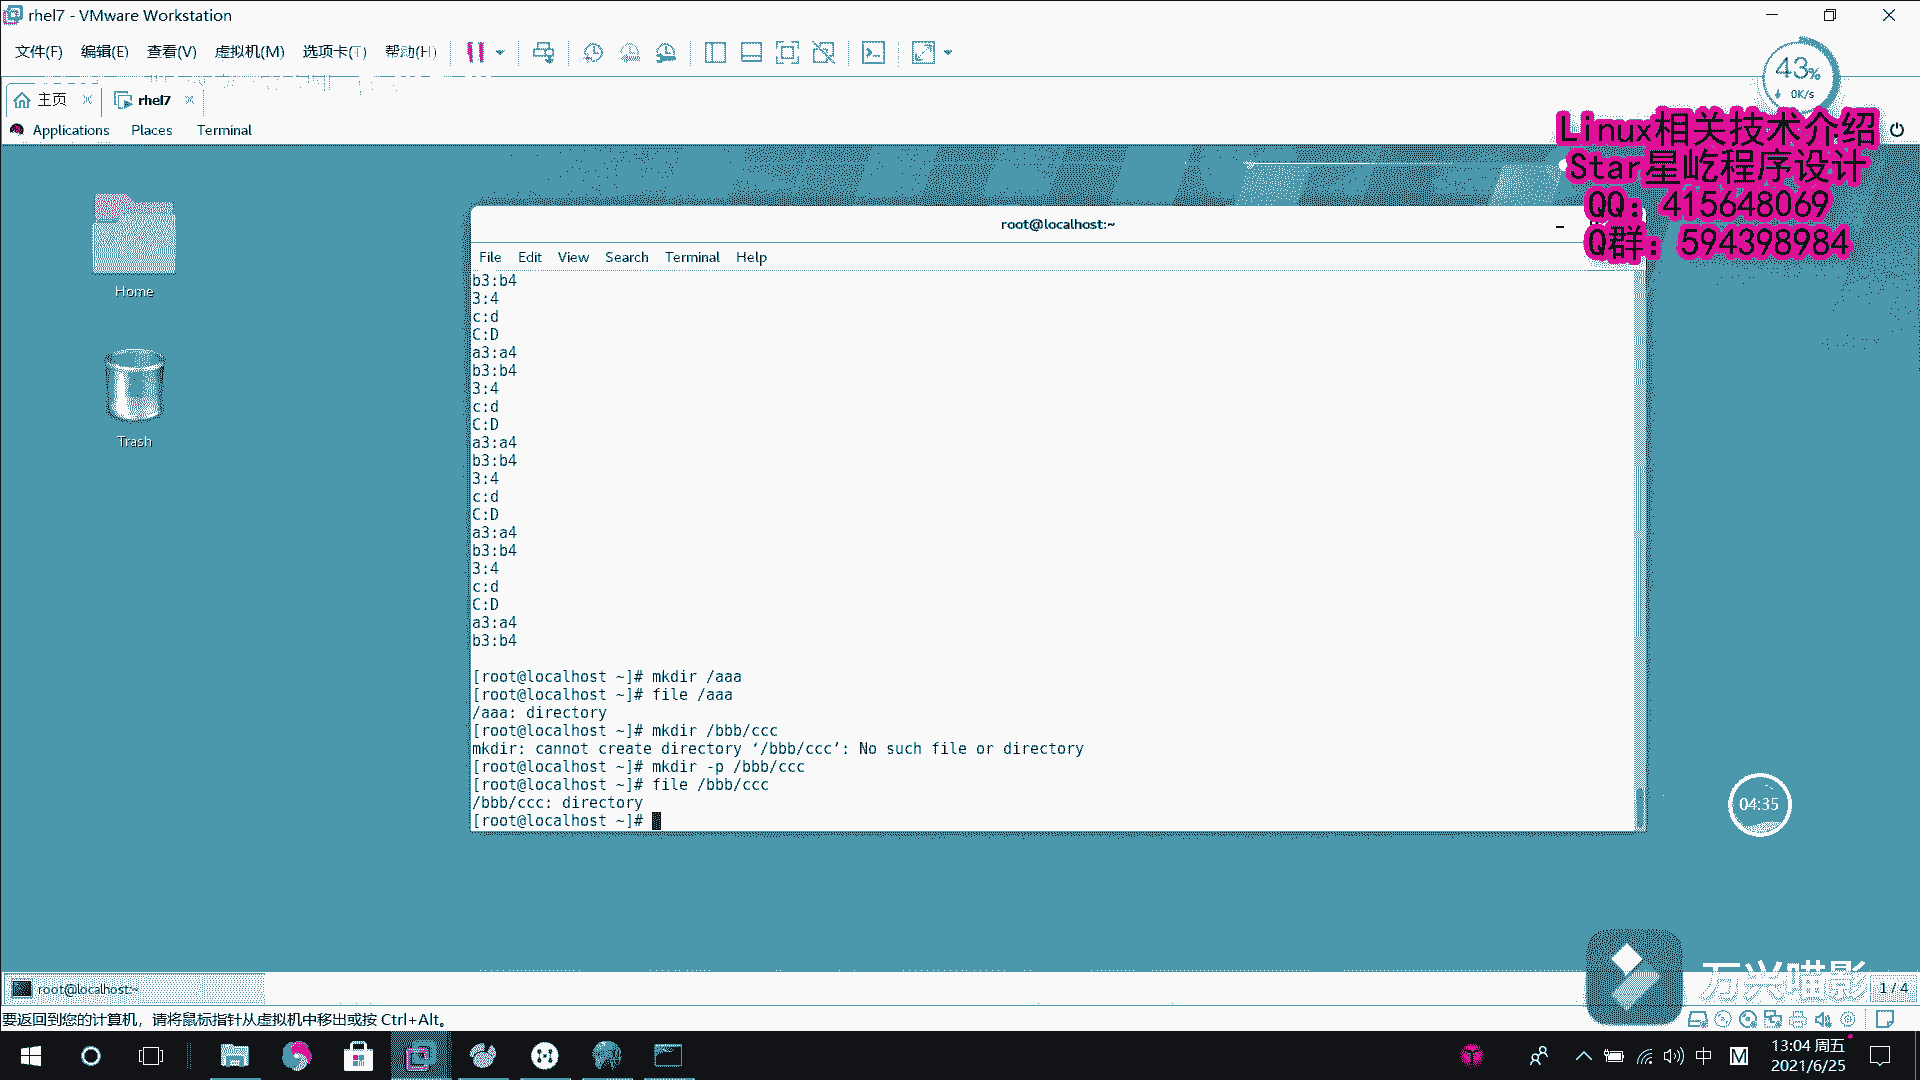 rhel7 - VMware Workstation
文件(F) 编辑(E) 查看(V) 虚拟机(M) 选项卡(T) 帮助(H)
43%
0K/s
主页 rhel7
Linux相关技术介绍
Applications Places Terminal
Star星屹程序设计
QQ：415648069
Q群：594398984
root@localhost:~
File Edit View Search Terminal Help
Home
Trash
b3:b4
3:4
c:d
C:D
a3:a4
b3:b4
3:4
c:d
C:D
a3:a4
b3:b4
3:4
c:d
C:D
a3:a4
b3:b4
3:4
c:d
C:D
a3:a4
b3:b4
[root@localhost ~]# mkdir /aaa
[root@localhost ~]# file /aaa
/aaa: directory
[root@localhost ~]# mkdir /bbb/ccc
mkdir: cannot create directory ‘/bbb/ccc’: No such file or directory
[root@localhost ~]# mkdir -p /bbb/ccc
[root@localhost ~]# file /bbb/ccc
/bbb/ccc: directory
[root@localhost ~]#
04:35
万兴喵影
root@localhost:~
1 / 4
要返回到您的计算机，请将鼠标指针从虚拟机中移出或按 Ctrl+Alt。
中 M
13:04 周五
2021/6/25